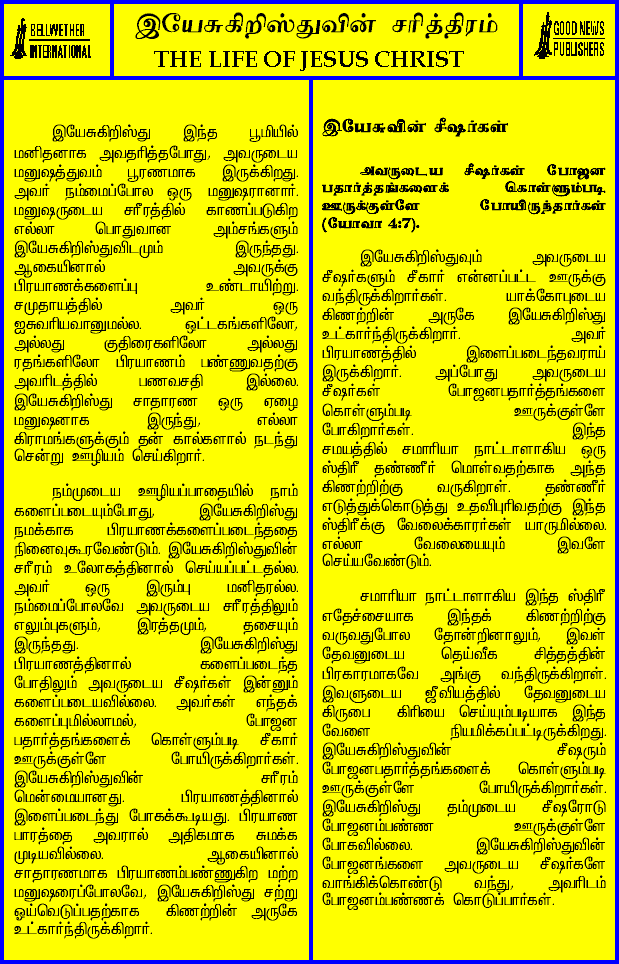 BELLWETHER
INTERNATIONAL
இயேசுகிறிஸ்துவின் சரித்திரம்
THE LIFE OF JESUS CHRIST
GOOD NEWS
PUBLISHERS
இயேசுகிறிஸ்து இந்த பூமியில்
மனிதனாக அவதரித்தபோது, அவருடைய
மனுஷத்துவம் பூரணமாக இருக்கிறது.
அவர் நம்மைப்போல ஒரு மனுஷரானார்.
மனுஷருடைய சரீரத்தில் காணப்படுகிற
எல்லா பொதுவான அம்சங்களும்
இயேசுகிறிஸ்துவிடமும் இருந்தது.
ஆகையினால் அவருக்கு
பிரயாணக்களைப்பு உண்டாயிற்று.
சமுதாயத்தில் அவர் ஒரு
ஐசுவரியவானுமல்ல. ஒட்டகங்களிலோ,
அல்லது குதிரைகளிலோ அல்லது
ரதங்களிலோ பிரயாணம் பண்ணுவதற்கு
அவரிடத்தில் பணவசதி இல்லை.
இயேசுகிறிஸ்து சாதாரண ஒரு ஏழை
மனுஷனாக இருந்து, எல்லா
கிராமங்களுக்கும் தன் கால்களால் நடந்து
சென்று ஊழியம் செய்கிறார்.
நம்முடைய ஊழியப்பாதையில் நாம்
களைப்படையும்போது, இயேசுகிறிஸ்து
நமக்காக பிரயாணக்களைப்படைந்ததை
நினைவுகூரவேண்டும். இயேசுகிறிஸ்துவின்
சரீரம் உலோகத்தினால் செய்யப்பட்டதல்ல.
அவர் ஒரு இரும்பு மனிதரல்ல.
நம்மைப்போலவே அவருடைய சரீரத்திலும்
எலும்புகளும், இரத்தமும், தசையும்
இருந்தது. இயேசுகிறிஸ்து
பிரயாணத்தினால் களைப்படைந்த
போதிலும் அவருடைய சீஷர்கள் இன்னும்
களைப்படையவில்லை. அவர்கள் எந்தக்
களைப்புமில்லாமல், போஜன
பதார்த்தங்களைக் கொள்ளும்படி சீகார்
ஊருக்குள்ளே போயிருக்கிறார்கள்.
இயேசுகிறிஸ்துவின் சரீரம்
மென்மையானது. பிரயாணத்தினால்
இளைப்படைந்து போகக்கூடியது. பிரயாண
பாரத்தை அவரால் அதிகமாக சுமக்க
முடியவில்லை. ஆகையினால்
சாதாரணமாக பிரயாணம்பண்ணுகிற மற்ற
மனுஷரைப்போலவே, இயேசுகிறிஸ்து சற்று
ஓய்வெடுப்பதற்காக கிணற்றின் அருகே
உட்கார்ந்திருக்கிறார்.
இயேசுவின் சீஷர்கள்
அவருடைய சீஷர்கள் போஜன
பதார்த்தங்களைக் கொள்ளும்படி
ஊருக்குள்ளே போயிருந்தார்கள்
(யோவா 4:7).
இயேசுகிறிஸ்துவும் அவருடைய
சீஷர்களும் சீகார் என்னப்பட்ட ஊருக்கு
வந்திருக்கிறார்கள். யாக்கோபுடைய
கிணற்றின் அருகே இயேசுகிறிஸ்து
உட்கார்ந்திருக்கிறார். அவர்
பிரயாணத்தில் இளைப்படைந்தவராய்
இருக்கிறார். அப்போது அவருடைய
சீஷர்கள் போஜனபதார்த்தங்களை
கொள்ளும்படி ஊருக்குள்ளே
போகிறார்கள். இந்த
சமயத்தில் சமாரியா நாட்டாளாகிய ஒரு
ஸ்திரீ தண்ணீர் மொள்வதற்காக அந்த
கிணற்றிற்கு வருகிறாள். தண்ணீர்
எடுத்துக்கொடுத்து உதவிபுரிவதற்கு இந்த
ஸ்திரீக்கு வேலைக்காரர்கள் யாருமில்லை.
எல்லா வேலையையும் இவளே
செய்யவேண்டும்.
சமாரியா நாட்டாளாகிய இந்த ஸ்திரீ
எதேச்சையாக இந்தக் கிணற்றிற்கு
வருவதுபோல தோன்றினாலும், இவள்
தேவனுடைய தெய்வீக சித்தத்தின்
பிரகாரமாகவே அங்கு வந்திருக்கிறாள்.
இவளுடைய ஜீவியத்தில் தேவனுடைய
கிருபை கிரியை செய்யும்படியாக இந்த
வேளை நியமிக்கப்பட்டிருக்கிறது.
இயேசுகிறிஸ்துவின் சீஷரும்
போஜனபதார்த்தங்களைக் கொள்ளும்படி
ஊருக்குள்ளே போயிருக்கிறார்கள்.
இயேசுகிறிஸ்து தம்முடைய சீஷரோடு
போஜனம்பண்ண ஊருக்குள்ளே
போகவில்லை. இயேசுகிறிஸ்துவின்
போஜனங்களை அவருடைய சீஷர்களே
வாங்கிக்கொண்டு வந்து, அவரிடம்
போஜனம்பண்ணக் கொடுப்பார்கள்.